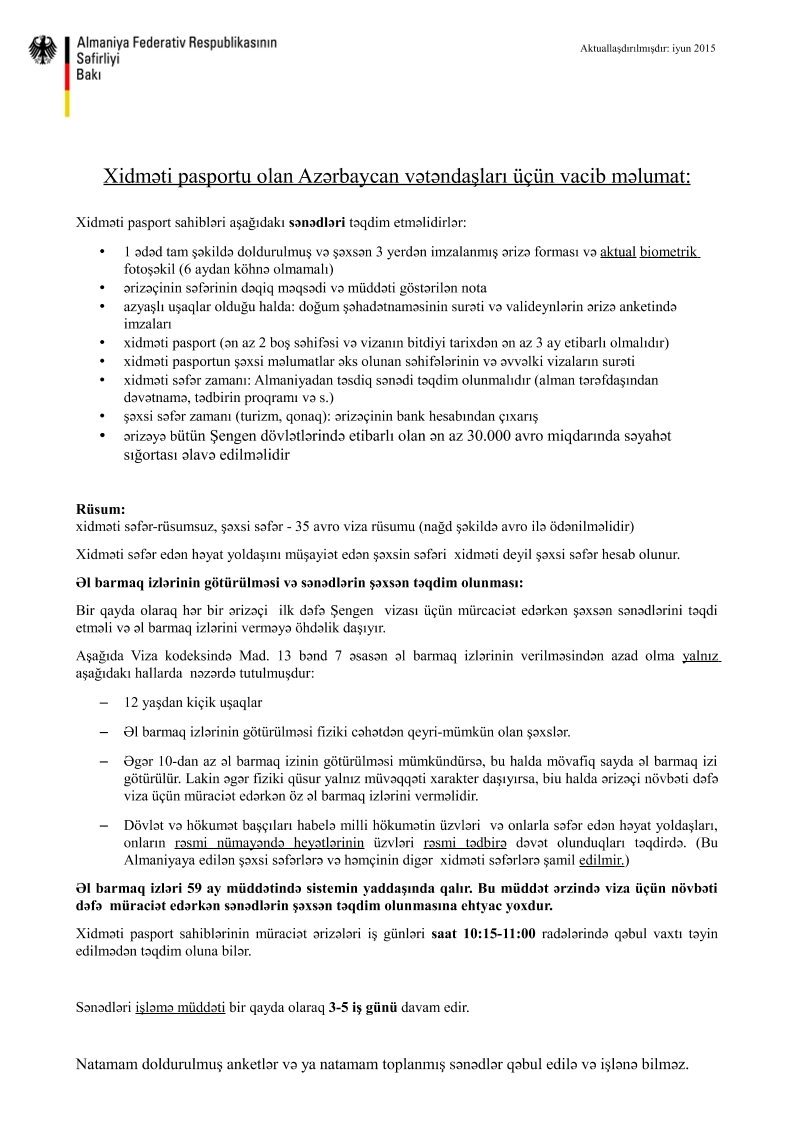 Almaniya Federativ Respublikasının
Səfirliyi
Bakı
Aktuallaşdırılmışdır: iyun 2015
Xidməti pasportu olan Azərbaycan vətəndaşları üçün vacib məlumat:
Xidməti pasport sahibləri aşağıdakı sənədləri təqdim etməlidirlər:
• 1 ədəd tam şəkildə doldurulmuş və şəxsən 3 yerdən imzalanmış ərizə forması və aktual biometrik
fotoşəkil (6 aydan köhnə olmamalı)
• ərizəçinin səfərinin dəqiq məqsədi və müddəti göstərilən nota
• azyaşlı uşaqlar olduğu halda: doğum şəhadətnaməsinin surəti və valideynlərin ərizə anketində
imzaları
• xidməti pasport (ən az 2 boş səhifəsi və vizanın bitdiyi tarixdən ən az 3 ay etibarlı olmalıdır)
• xidməti pasportun şəxsi məlumatlar əks olunan səhifələrinin və əvvəlki vizaların surəti
• xidməti səfər zamanı: Almaniyadan təsdiq sənədi təqdim olunmalıdır (alman tərəfdaşından
dəvətnamə, tədbirin proqramı və s.)
• şəxsi səfər zamanı (turizm, qonaq): ərizəçinin bank hesabından çıxarış
• ərizəyə bütün Şengen dövlətlərində etibarlı olan ən az 30.000 avro miqdarında səyahət
sığortası əlavə edilməlidir
Rüsum:
xidməti səfər-rüsumsuz, şəxsi səfər - 35 avro viza rüsumu (nağd şəkildə avro ilə ödənilməlidir)
Xidməti səfər edən həyat yoldaşını müşayiət edən şəxsin səfəri xidməti deyil şəxsi səfər hesab olunur.
Əl barmaq izlərinin götürülməsi və sənədlərin şəxsən təqdim olunması:
Bir qayda olaraq hər bir ərizəçi ilk dəfə Şengen vizası üçün mürcaciət edərkən şəxsən sənədlərini təqdi
etməli və əl barmaq izlərini verməyə öhdəlik daşıyır.
Aşağıda Viza kodeksində Mad. 13 bənd 7 əsasən əl barmaq izlərinin verilməsindən azad olma yalnız
aşağıdakı hallarda nəzərdə tutulmuşdur:
– 12 yaşdan kiçik uşaqlar
– Əl barmaq izlərinin götürülməsi fiziki cəhətdən qeyri-mümkün olan şəxslər.
– Əgər 10-dan az əl barmaq izinin götürülməsi mümkündürsə, bu halda mövafiq sayda əl barmaq izi
götürülür. Lakin əgər fiziki qüsur yalnız müvəqqəti xarakter daşıyırsa, biu halda ərizəçi növbəti dəfə
viza üçün müraciət edərkən öz əl barmaq izlərini verməlidir.
– Dövlət və hökumət başçıları habelə milli hökumətin üzvləri və onlarla səfər edən həyat yoldaşları,
onların rəsmi nümayəndə heyətlərinin üzvləri rəsmi tədbirə dəvət olunduqları təqdirdə. (Bu
Almaniyaya edilən şəxsi səfərlərə və həmçinin digər xidməti səfərlərə şamil edilmir.)
Əl barmaq izləri 59 ay müddətində sistemin yaddaşında qalır. Bu müddət ərzində viza üçün növbəti
dəfə müraciət edərkən sənədlərin şəxsən təqdim olunmasına ehtyac yoxdur.
Xidməti pasport sahiblərinin müraciət ərizələri iş günləri saat 10:15-11:00 radələrində qəbul vaxtı təyin
edilmədən təqdim oluna bilər.
Sənədləri işləmə müddəti bir qayda olaraq 3-5 iş günü davam edir.
Natamam doldurulmuş anketlər və ya natamam toplanmış sənədlər qəbul edilə və işlənə bilməz.